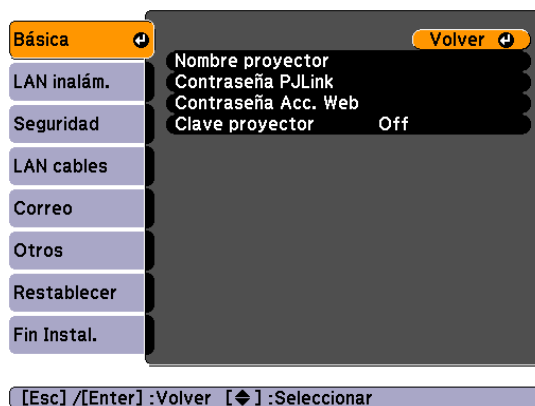 Básica
LAN inalám.
Seguridad
LAN cables
Correo
Otros
Restablecer
Fin Instal.
Volver
Nombre proyector
Contraseña PJLink
Contraseña Acc. Web
Clave proyector Off
[Esc] /[Enter] :Volver [◆] :Seleccionar